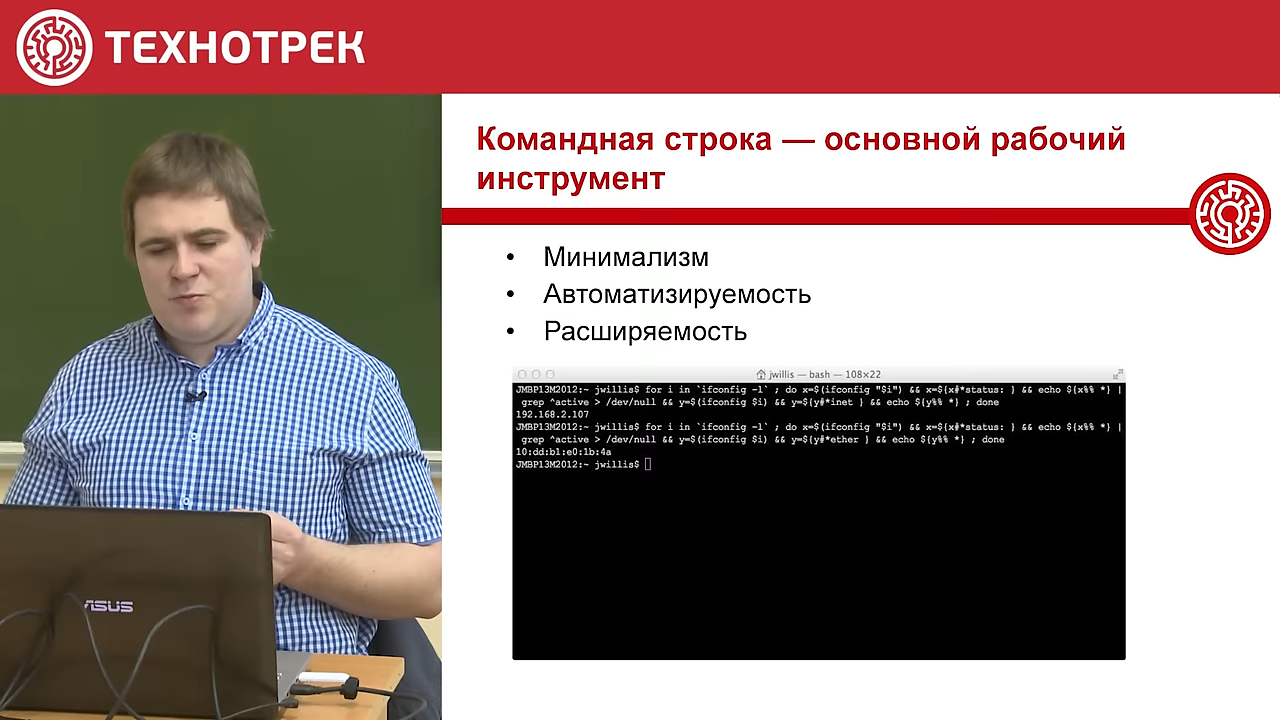 ТЕХНОТРЕК
Командная строка — основной рабочий
инструмент
• Минимализм
• Автоматизируемость
• Расширяемость
jwillis — bash — 108×22
JMBP13M2012:~ jwillis$ for i in `ifconfig -l` ; do x=$(ifconfig "$i") && x=${x#*status: } && echo ${x%% *} |
grep ^active > /dev/null && y=$(ifconfig $i) && y=${y#*inet } && echo ${y%% *} ; done
192.168.2.107
JMBP13M2012:~ jwillis$ for i in `ifconfig -l` ; do x=$(ifconfig "$i") && x=${x#*status: } && echo ${x%% *} |
grep ^active > /dev/null && y=$(ifconfig $i) && y=${y#*ether } && echo ${y%% *} ; done
10:dd:b1:e0:1b:4a
JMBP13M2012:~ jwillis$
ASUS